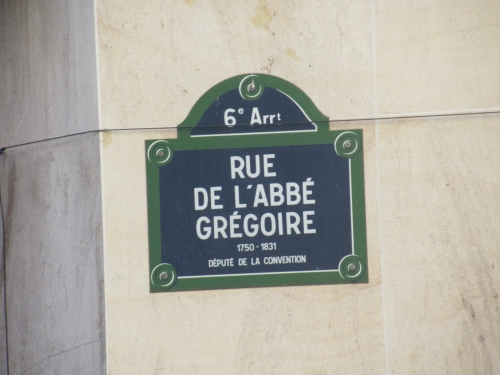 6e Arrt
RUE
DE L'ABBÉ
GRÉGOIRE
1750 - 1831
DÉPUTÉ DE LA CONVENTION